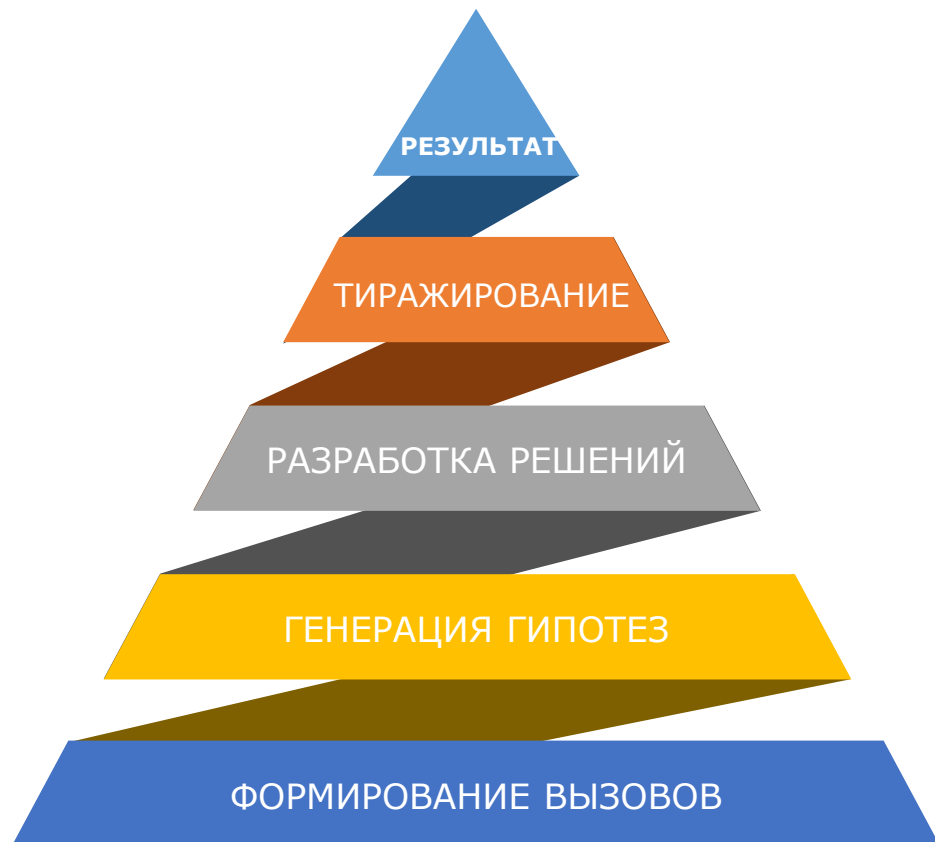 РЕЗУЛЬТАТ
ТИРАЖИРОВАНИЕ
РАЗРАБОТКА РЕШЕНИЙ
ГЕНЕРАЦИЯ ГИПОТЕЗ
ФОРМИРОВАНИЕ ВЫЗОВОВ